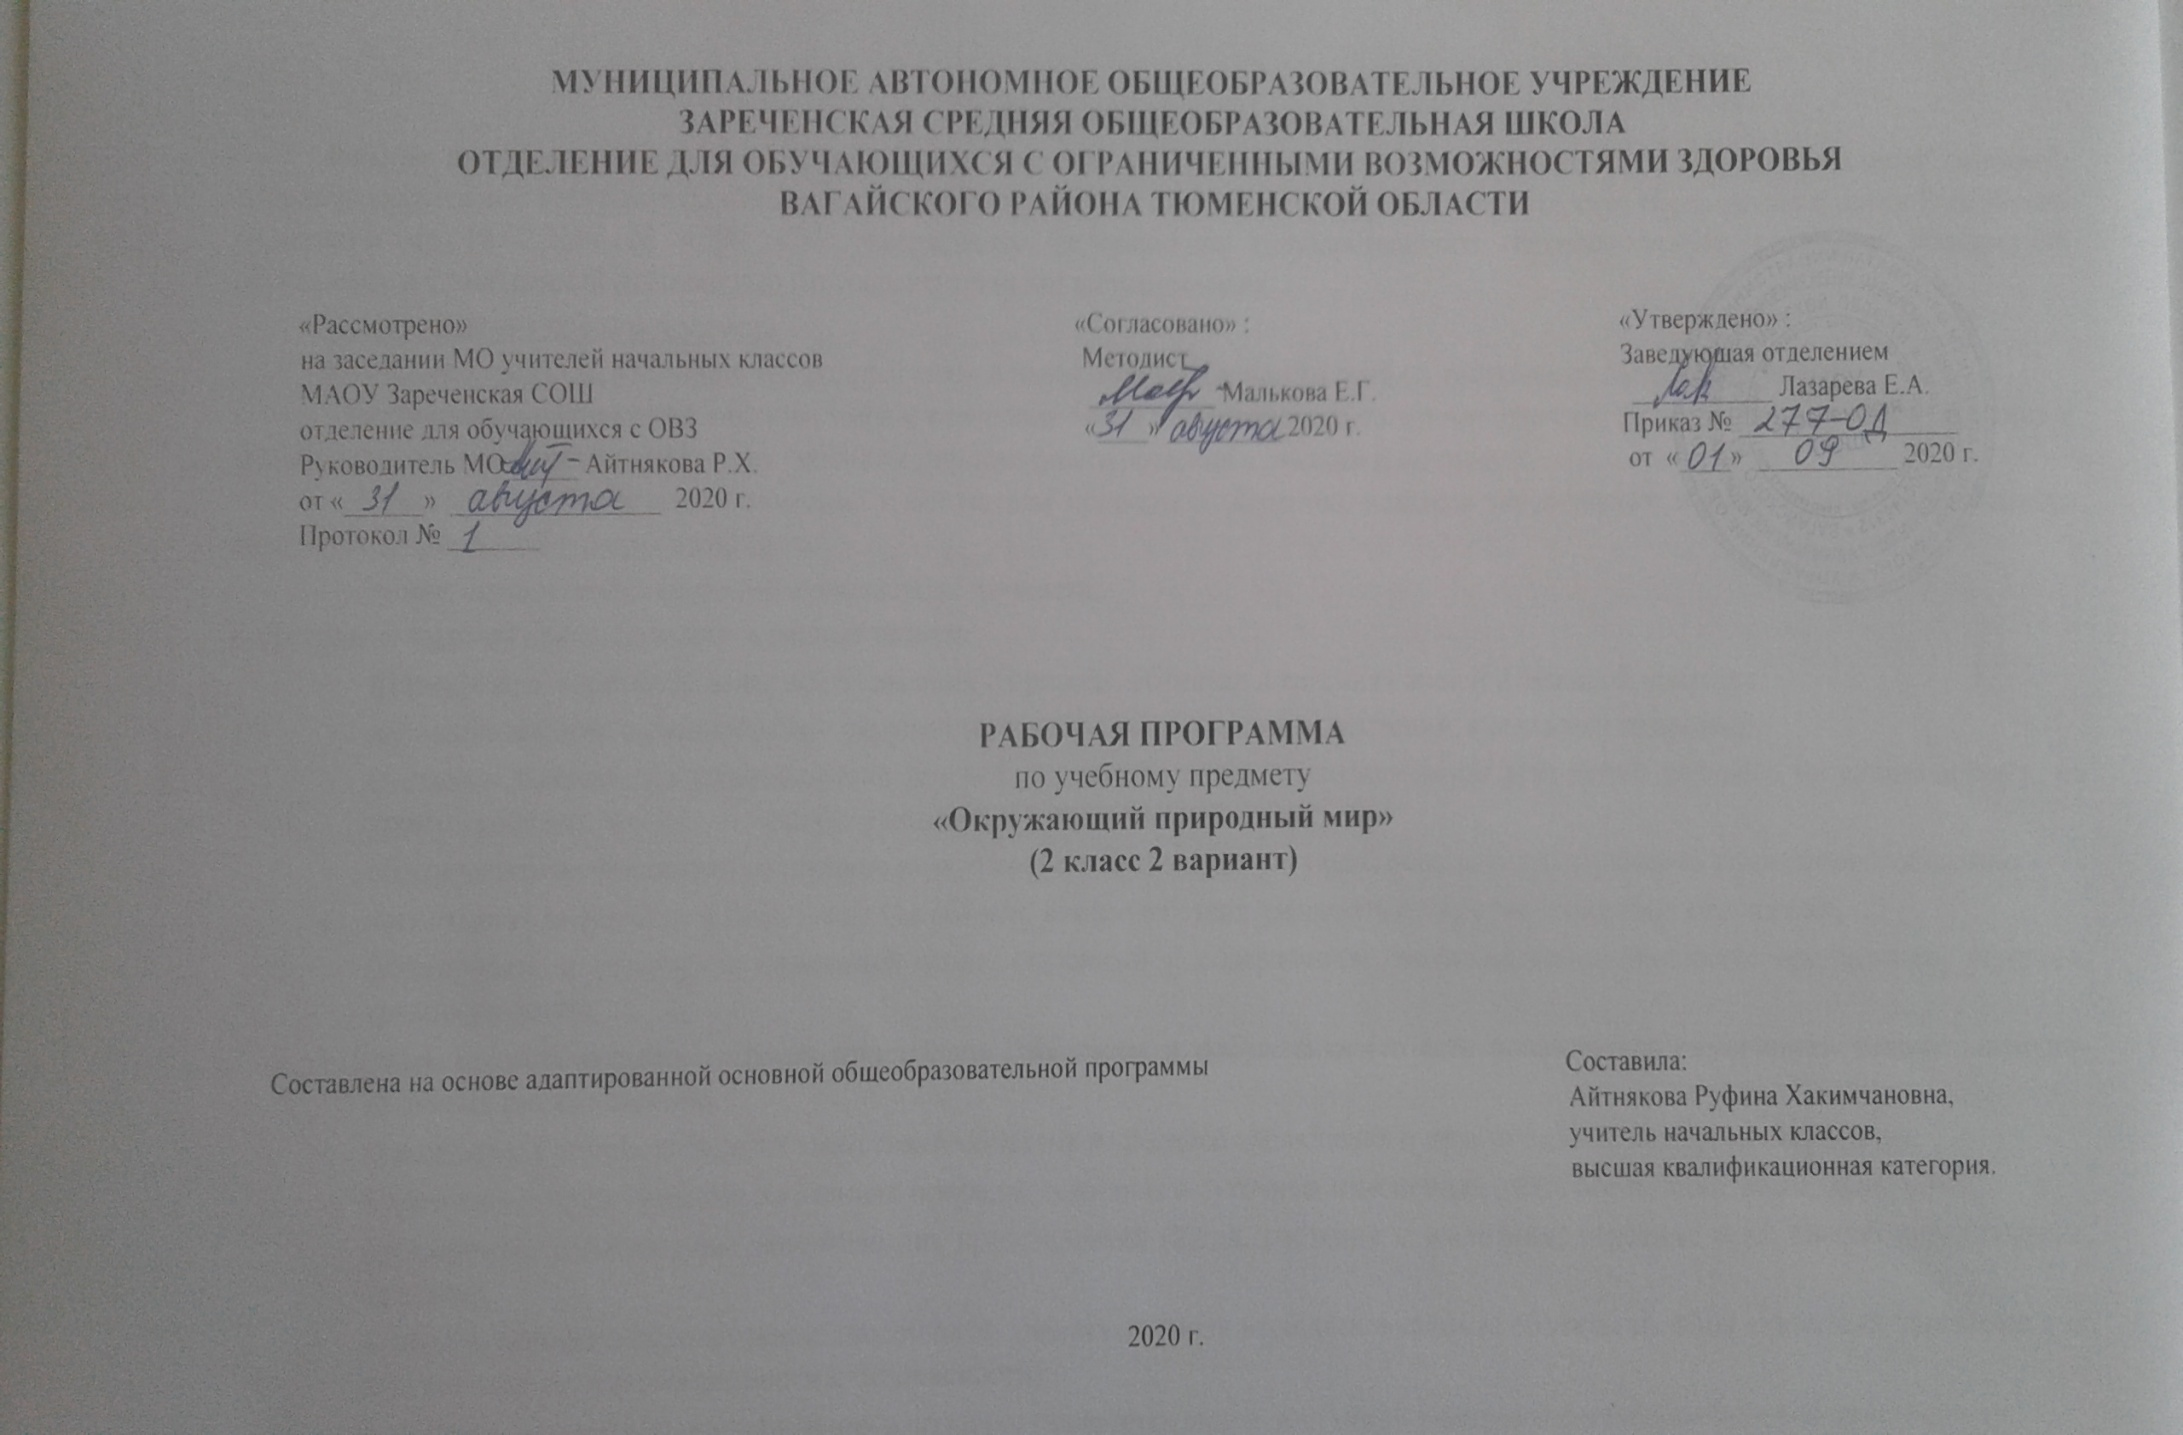 МУНИЦИПАЛЬНОЕ АВТОНОМНОЕ ОБЩЕОБРАЗОВАТЕЛЬНОЕ УЧРЕЖДЕНИЕ
ЗАРЕЧЕНСКАЯ СРЕДНЯЯ ОБЩЕОБРАЗОВАТЕЛЬНАЯ ШКОЛА
ОТДЕЛЕНИЕ ДЛЯ ОБУЧАЮЩИХСЯ С ОГРАНИЧЕННЫМИ ВОЗМОЖНОСТЯМИ ЗДОРОВЬЯ
ВАГАЙСКОГО РАЙОНА ТЮМЕНСКОЙ ОБЛАСТИ
«Рассмотрено»
на заседании МО учителей начальных классов
МАОУ Зареченская СОШ
отделение для обучающихся с ОВЗ
Руководитель МО Айтнякова Р.Х.
от « 31 » августа 2020 г.
Протокол № 1
«Согласовано» :
Методист
Малькова Е.Г.
«31» августа 2020 г.
«Утверждено» :
Заведующая отделением
Лазарева Е.А.
Приказ № 277-ОД
от « 01 » 09 2020 г.
РАБОЧАЯ ПРОГРАММА
по учебному предмету
«Окружающий природный мир»
(2 класс 2 вариант)
Составлена на основе адаптированной основной общеобразовательной программы
Составила:
Айтнякова Руфина Хакимчановна,
учитель начальных классов,
высшая квалификационная категория.
2020 г.